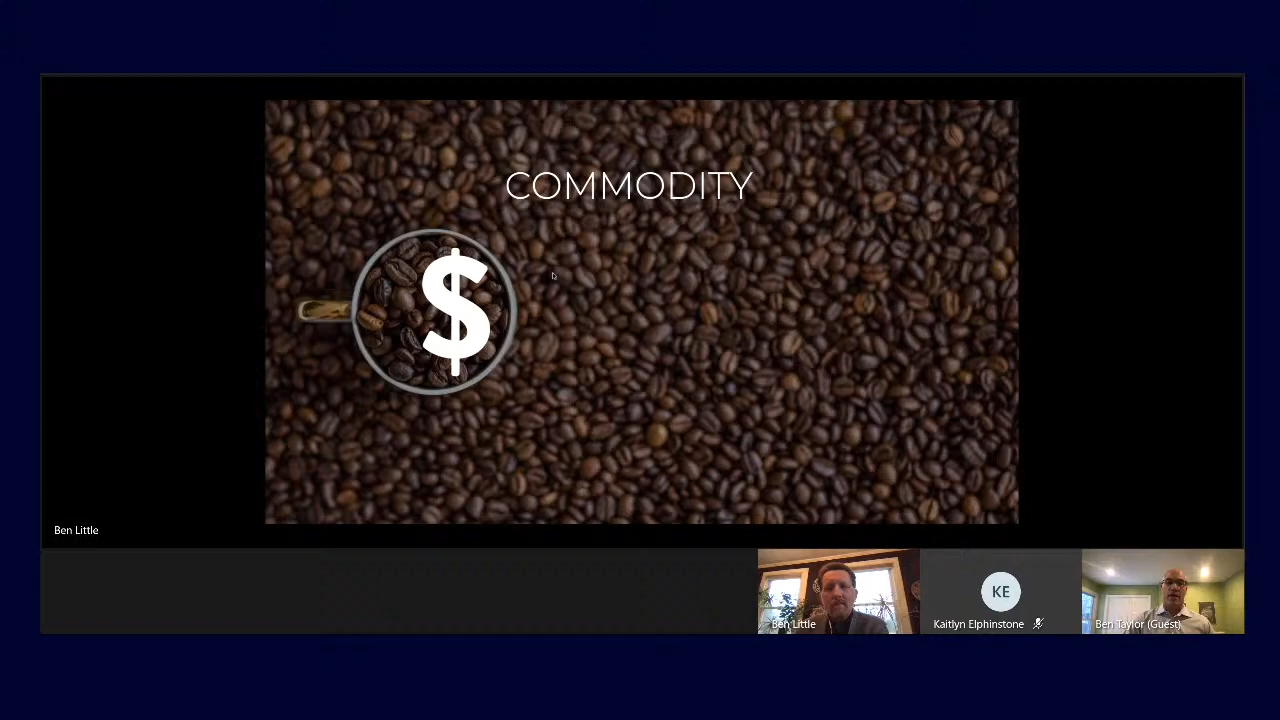 COMMODITY
$
Ben Little
Ben Little
KE
Kaitlyn Elphinstone
Ben Taylor (Guest)